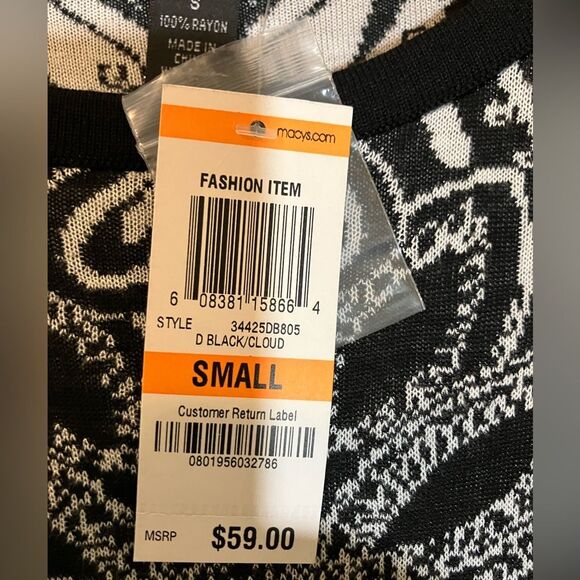 S
100% RAYON
MADE IN
macys.com
FASHION ITEM
6 08381 15866 4
STYLE 34425DB805
D BLACK/CLOUD
SMALL
Customer Return Label
0801956032786
MSRP $59.00